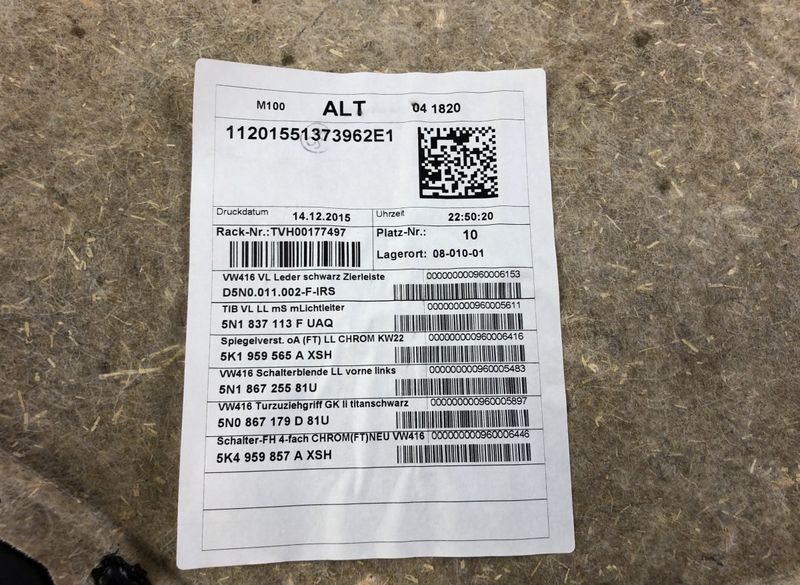 M100 ALT 04 1820
11201551373962E1
Druckdatum 14.12.2015 Uhrzeit 22:50:20
Rack-Nr.:TVH00177497 Platz-Nr.: 10
Lagerort: 08-010-01
VW416 VL Leder schwarz Zierleiste 000000000960006153
D5N0.011.002-F-IRS
TIB VL LL mS mLichtleiter 000000000960005611
5N1 837 113 F UAQ
Spiegelverst. oA (FT) LL CHROM KW22 000000000960006416
5K1 959 565 A XSH
VW416 Schalterblende LL vorne links 000000000960005483
5N1 867 255 81U
VW416 Turzuziehgriff GK li titanschwarz 000000000960005897
5N0 867 179 D 81U
Schalter-FH 4-fach CHROM(FT)NEU VW416 000000000960006446
5K4 959 857 A XSH